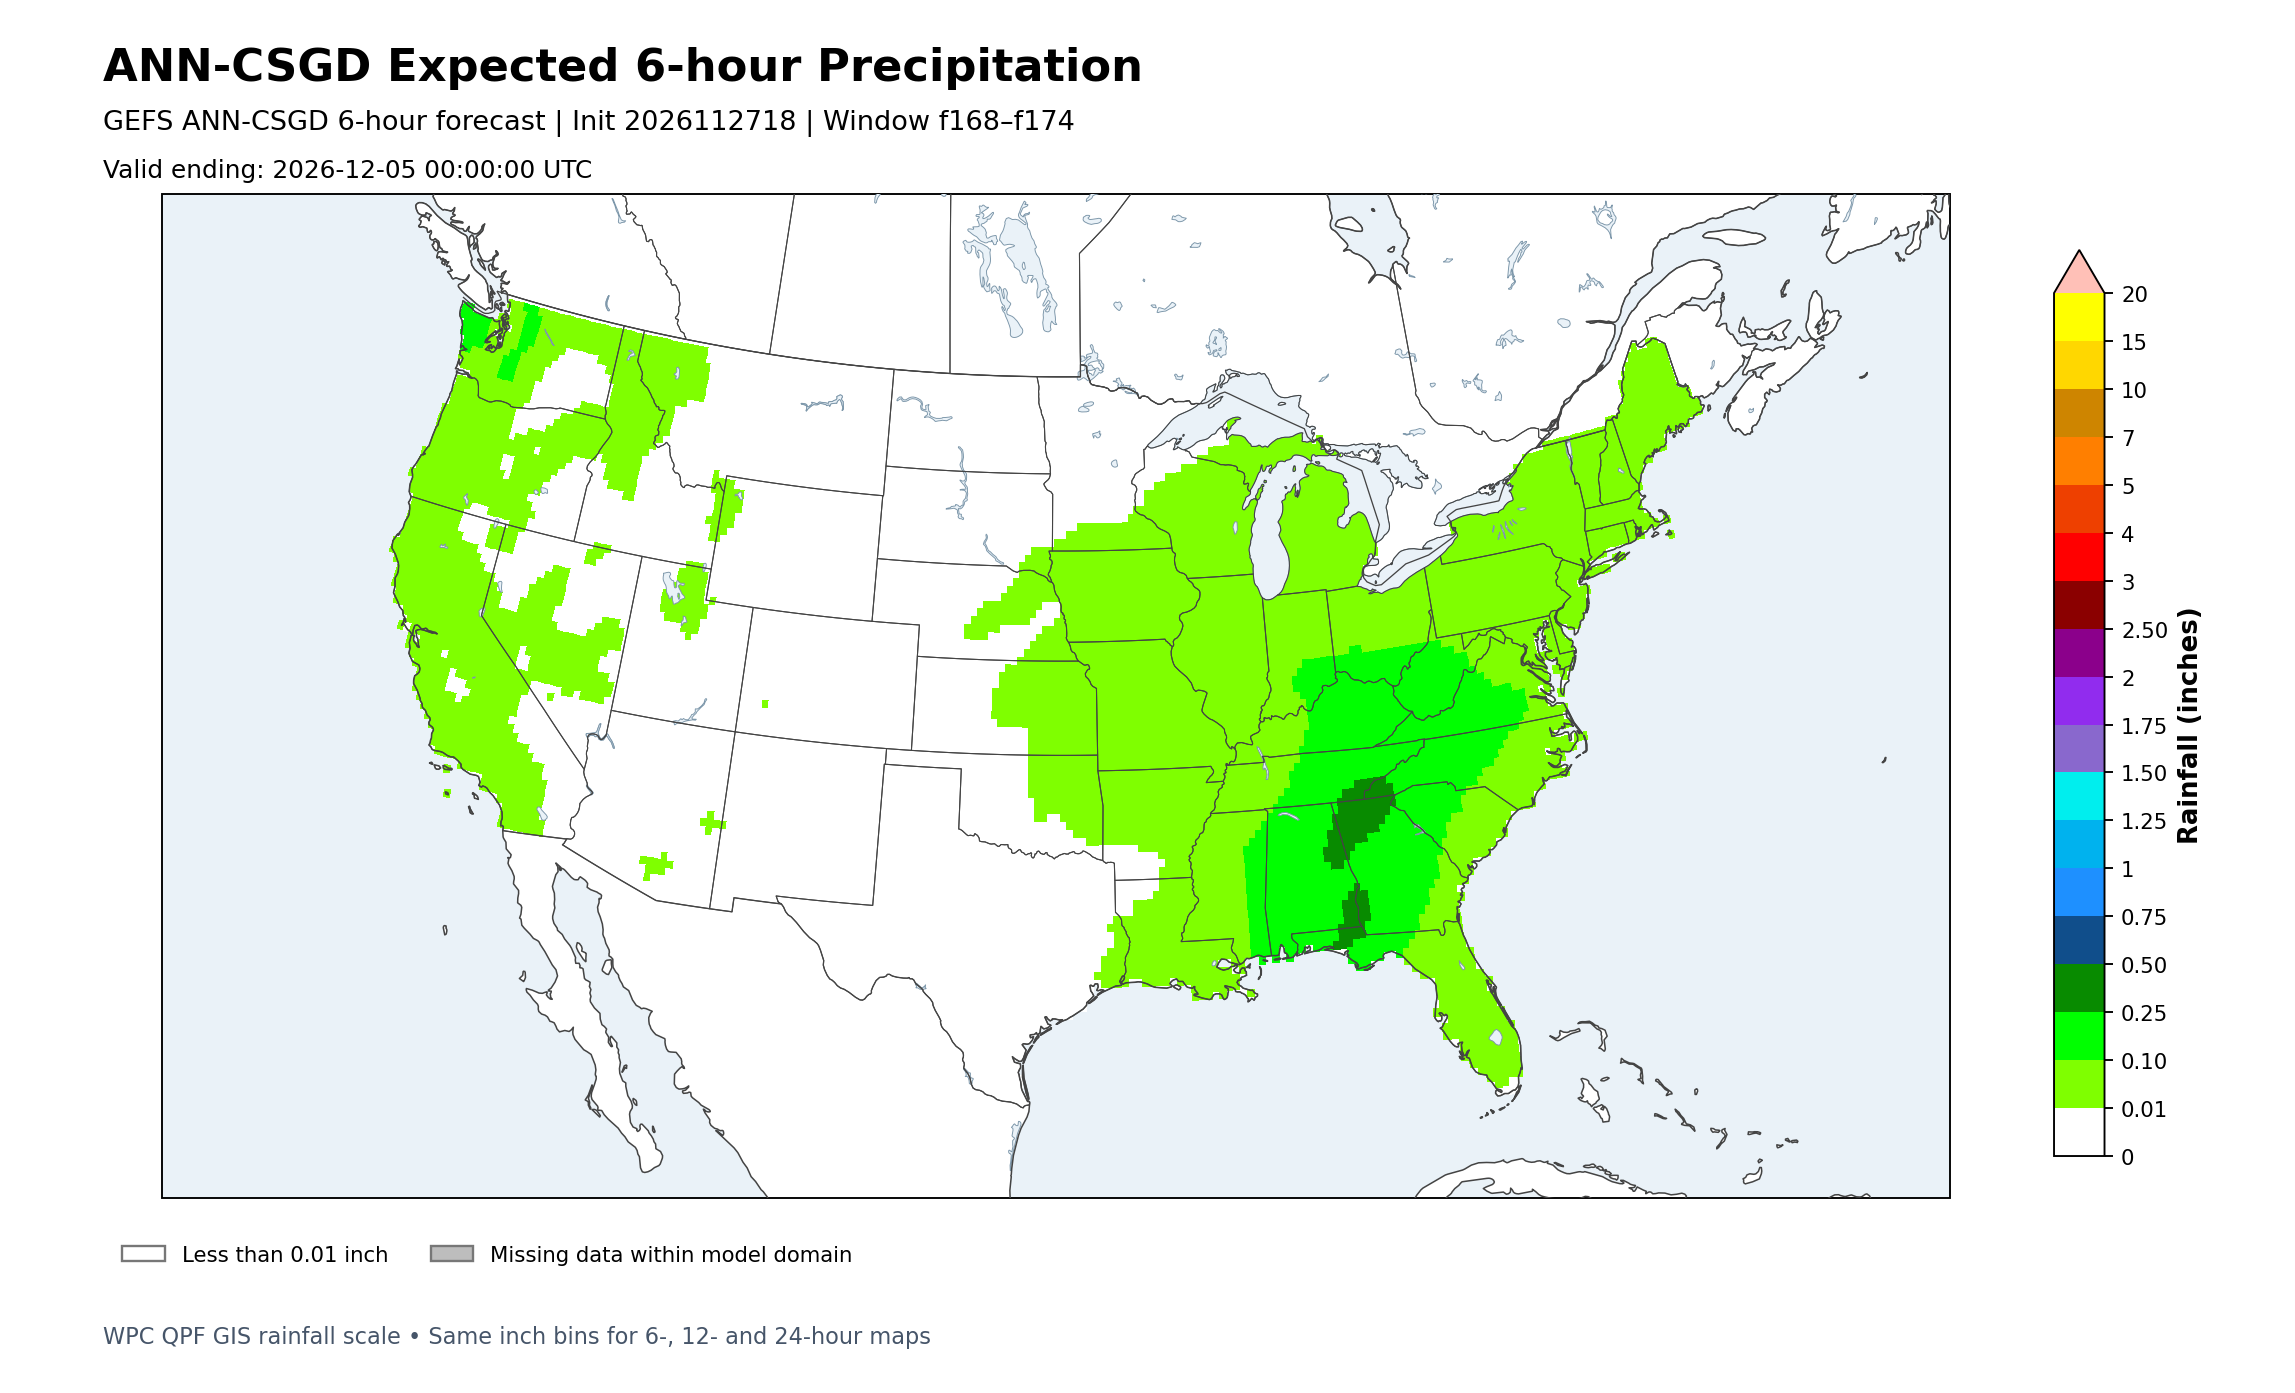 ANN-CSGD Expected 6-hour Precipitation
GEFS ANN-CSGD 6-hour forecast | Init 2026112718 | Window f168–f174
Valid ending: 2026-12-05 00:00:00 UTC
20
15
10
7
5
4
3
2.50
2
1.75
1.50
1.25
1
0.75
0.50
0.25
0.10
0.01
0
Rainfall (inches)
Less than 0.01 inch
Missing data within model domain
WPC QPF GIS rainfall scale • Same inch bins for 6-, 12- and 24-hour maps